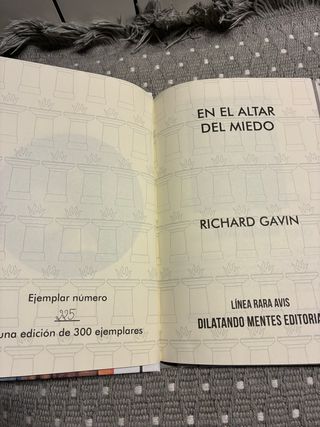 Ejemplar número
225
una edición de 300 ejemplares
EN EL ALTAR
DEL MIEDO
RICHARD GAVIN
LÍNEA RARA AVIS
DILATANDO MENTES EDITORIA